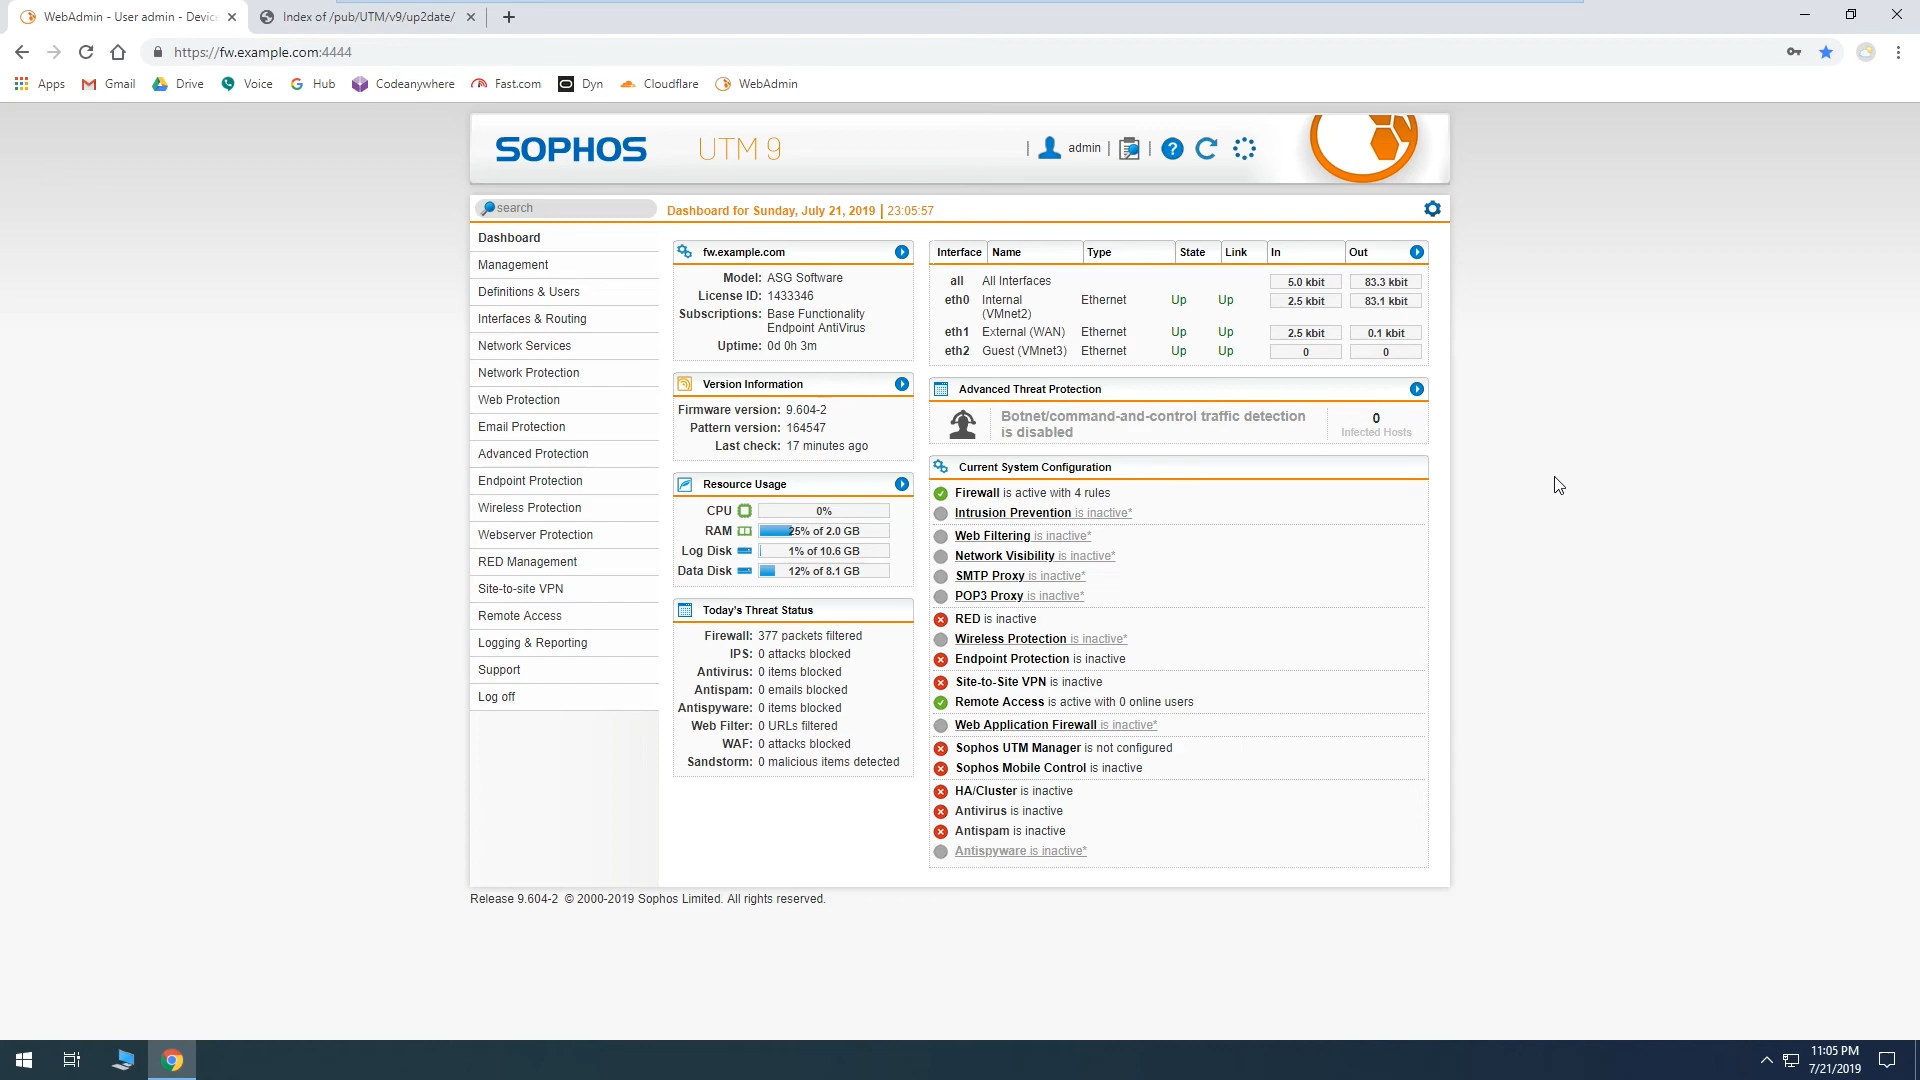 WebAdmin - User admin - Device
Index of /pub/UTM/v9/up2date/
https://fw.example.com:4444
Apps
Gmail
Drive
Voice
Hub
Codeanywhere
Fast.com
Dyn
Cloudflare
WebAdmin
SOPHOS
UTM 9
| admin | |
search
Dashboard for Sunday, July 21, 2019 | 23:05:57
Dashboard
Management
Definitions & Users
Interfaces & Routing
Network Services
Network Protection
Web Protection
Email Protection
Advanced Protection
Endpoint Protection
Wireless Protection
Webserver Protection
RED Management
Site-to-site VPN
Remote Access
Logging & Reporting
Support
Log off
fw.example.com
Model: ASG Software
License ID: 1433346
Subscriptions: Base Functionality
Endpoint AntiVirus
Uptime: 0d 0h 3m
Version Information
Firmware version: 9.604-2
Pattern version: 164547
Last check: 17 minutes ago
Resource Usage
CPU 0%
RAM 25% of 2.0 GB
Log Disk 1% of 10.6 GB
Data Disk 12% of 8.1 GB
Today's Threat Status
Firewall: 377 packets filtered
IPS: 0 attacks blocked
Antivirus: 0 items blocked
Antispam: 0 emails blocked
Antispyware: 0 items blocked
Web Filter: 0 URLs filtered
WAF: 0 attacks blocked
Sandstorm: 0 malicious items detected
Interface Name Type State Link In Out
all All Interfaces 5.0 kbit 83.3 kbit
eth0 Internal Ethernet Up Up 2.5 kbit 83.1 kbit
(VMnet2)
eth1 External (WAN) Ethernet Up Up 2.5 kbit 0.1 kbit
eth2 Guest (VMnet3) Ethernet Up Up 0 0
Advanced Threat Protection
Botnet/command-and-control traffic detection
is disabled
0
Infected Hosts
Current System Configuration
Firewall is active with 4 rules
Intrusion Prevention is inactive*
Web Filtering is inactive*
Network Visibility is inactive*
SMTP Proxy is inactive*
POP3 Proxy is inactive*
RED is inactive
Wireless Protection is inactive*
Endpoint Protection is inactive
Site-to-Site VPN is inactive
Remote Access is active with 0 online users
Web Application Firewall is inactive*
Sophos UTM Manager is not configured
Sophos Mobile Control is inactive
HA/Cluster is inactive
Antivirus is inactive
Antispam is inactive
Antispyware is inactive*
Release 9.604-2 © 2000-2019 Sophos Limited. All rights reserved.
11:05 PM
7/21/2019